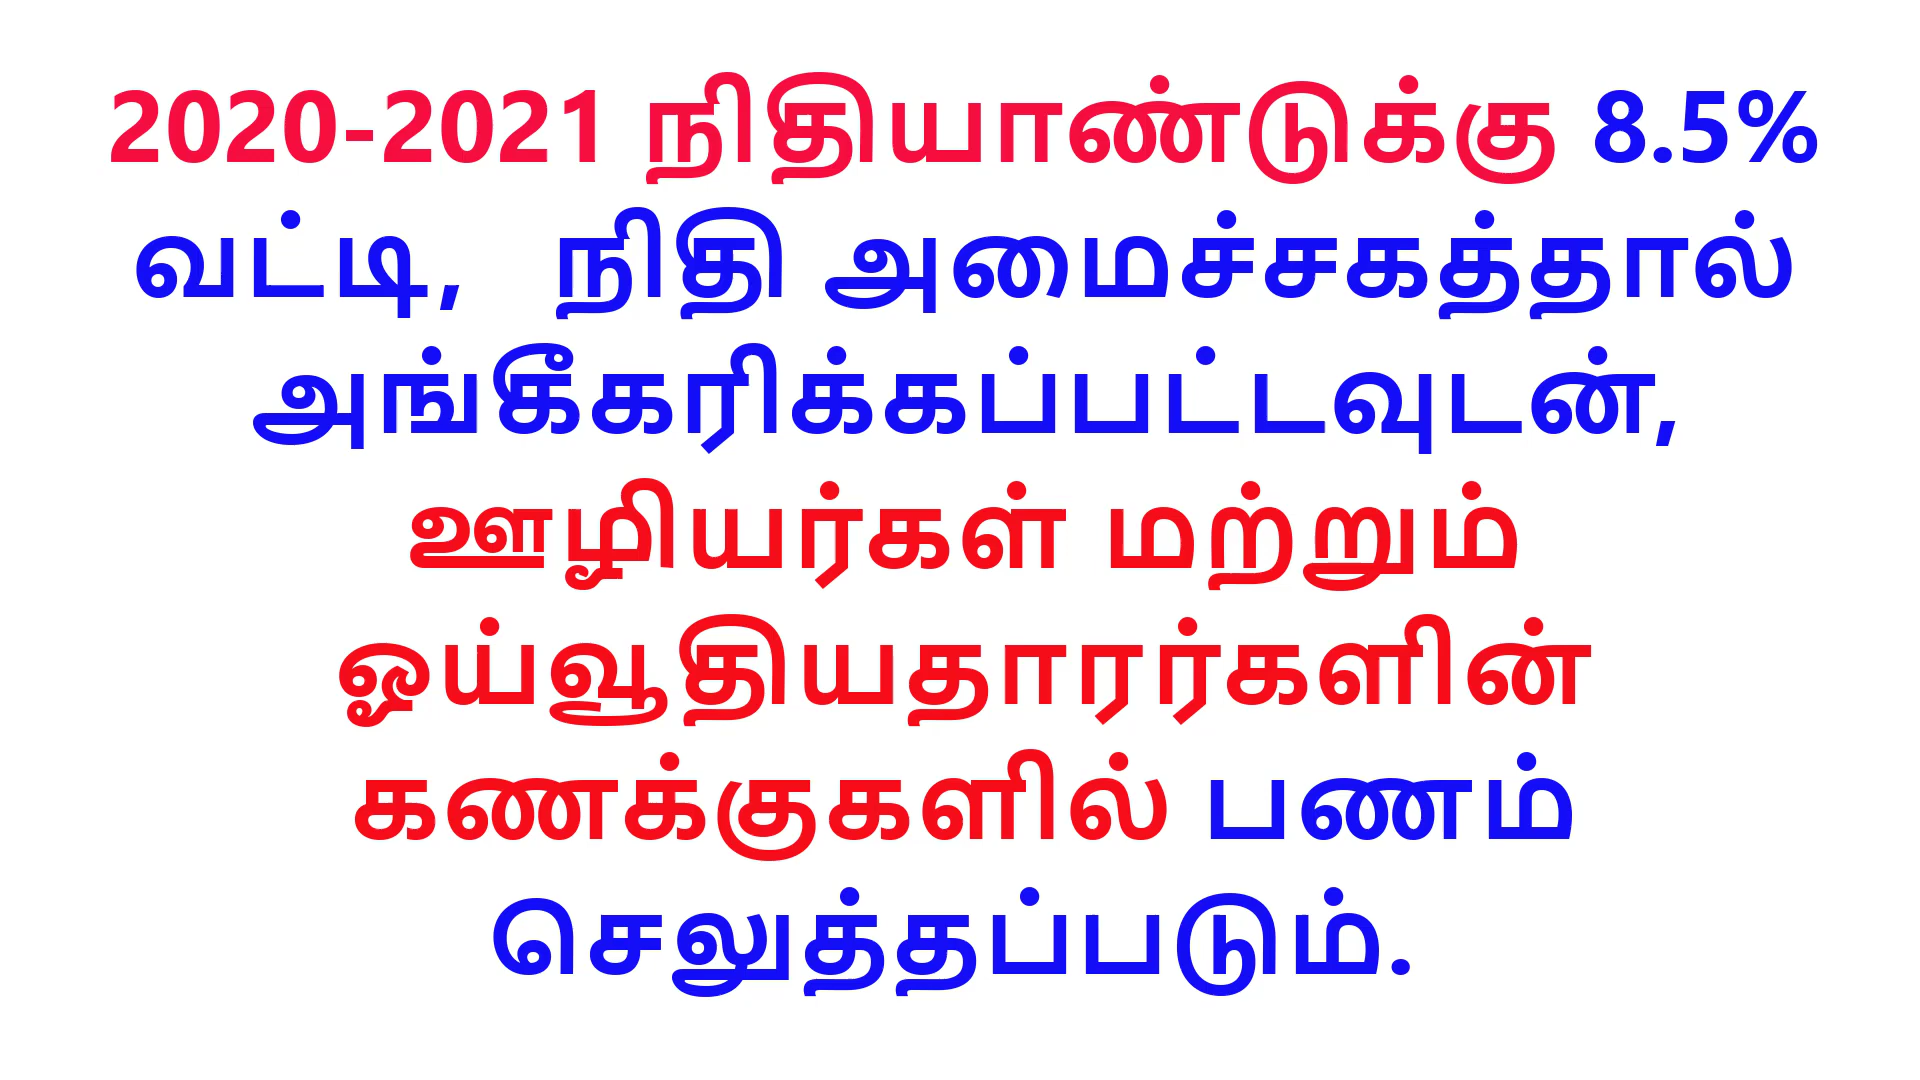 2020-2021 நிதியாண்டுக்கு 8.5%
வட்டி, நிதி அமைச்சகத்தால்
அங்கீகரிக்கப்பட்டவுடன்,
ஊழியர்கள் மற்றும்
ஓய்வூதியதாரர்களின்
கணக்குகளில் பணம்
செலுத்தப்படும்.